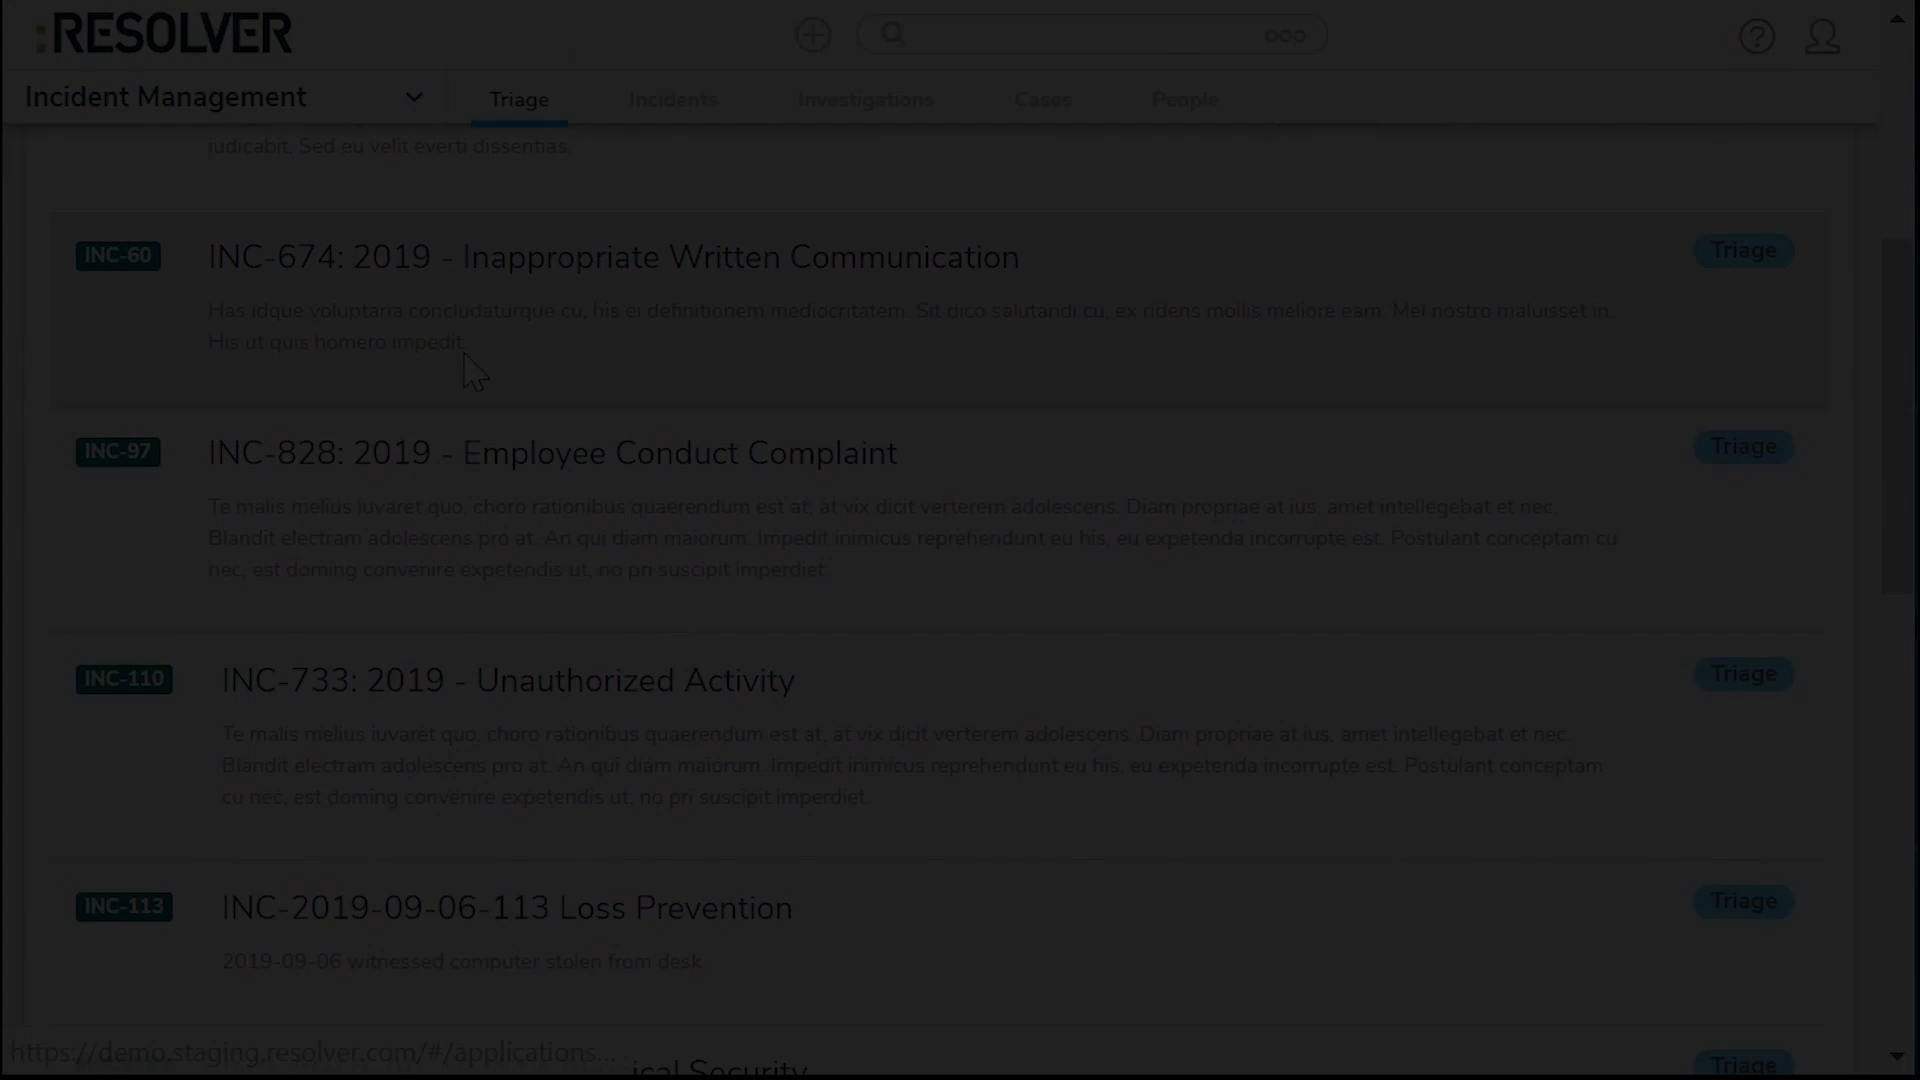 :RESOLVER
Incident Management
Triage
Incidents
Investigations
Cases
People
iudicabit. Sed eu velit everti dissentias.
INC-60
INC-674: 2019 - Inappropriate Written Communication
Triage
Has idque voluptaria concludaturque cu, his ei definitionem mediocritatem. Sit dico salutandi cu, ex ridens mollis meliore eam. Mel nostro maluisset in.
His ut quis homero impedit.
INC-97
INC-828: 2019 - Employee Conduct Complaint
Triage
Te malis melius iuvaret quo, choro rationibus quaerendum est at, at vix dicit verterem adolescens. Diam propriae at ius, amet intellegebat et nec.
Blandit electram adolescens pro at. An qui diam maiorum. Impedit inimicus reprehendunt eu his, eu expetenda incorrupte est. Postulant conceptam cu
nec, est doming convenire expetendis ut, no pri suscipit imperdiet.
INC-110
INC-733: 2019 - Unauthorized Activity
Triage
Te malis melius iuvaret quo, choro rationibus quaerendum est at, at vix dicit verterem adolescens. Diam propriae at ius, amet intellegebat et nec.
Blandit electram adolescens pro at. An qui diam maiorum. Impedit inimicus reprehendunt eu his, eu expetenda incorrupte est. Postulant conceptam
cu nec, est doming convenire expetendis ut, no pri suscipit imperdiet.
INC-113
INC-2019-09-06-113 Loss Prevention
Triage
2019-09-06 witnessed computer stolen from desk
https://demo.staging.resolver.com/#/applications...
ical Security
Triage